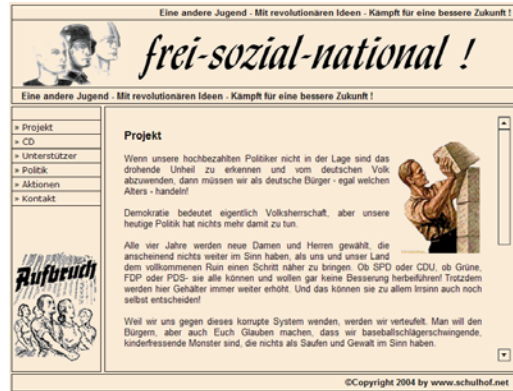 Eine andere Jugend - Mit revolutionären Ideen - Kämpft für eine bessere Zukunft !
frei-sozial-national !
Eine andere Jugend - Mit revolutionären Ideen - Kämpft für eine bessere Zukunft !
» Projekt
» CD
» Unterstützer
» Politik
» Aktionen
» Kontakt
Aufbruch
Projekt
Wenn unsere hochbezahlten Politiker nicht in der Lage sind das
drohende Unheil zu erkennen und vom deutschen Volk
abzuwenden, dann müssen wir als deutsche Bürger - egal welchen
Alters - handeln!
Demokratie bedeutet eigentlich Volksherrschaft, aber unsere
heutige Politik hat nichts mehr damit zu tun.
Alle vier Jahre werden neue Damen und Herren gewählt, die
anscheinend nichts weiter im Sinn haben, als uns und unser Land
dem vollkommenen Ruin einen Schritt näher zu bringen. Ob SPD oder CDU, ob Grüne,
FDP oder PDS- sie alle können und wollen gar keine Besserung herbeiführen! Trotzdem
werden hier Gehälter immer weiter erhöht. Und das können sie zu allem Irrsinn auch noch
selbst entscheiden!
Weil wir uns gegen dieses korrupte System wenden, werden wir verteufelt. Man will den
Bürgern, aber auch Euch Glauben machen, dass wir baseballschlägerschwingende,
kinderfressende Monster sind, die nichts als Saufen und Gewalt im Sinn haben.
©Copyright 2004 by www.schulhof.net